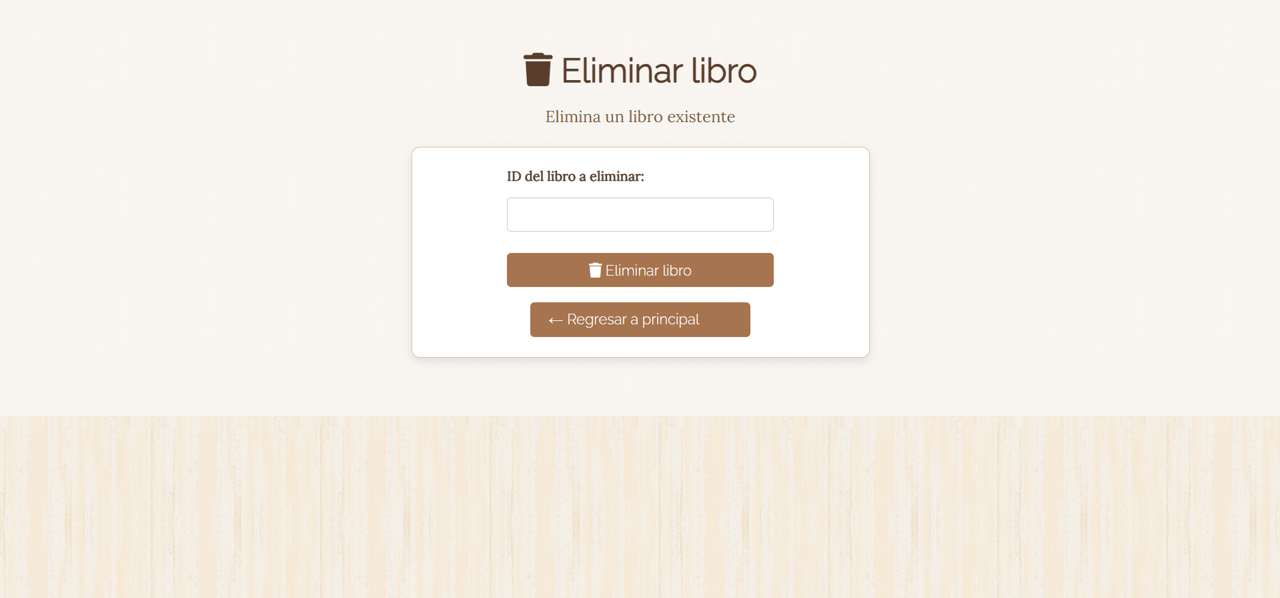 Eliminar libro
Elimina un libro existente
ID del libro a eliminar:
Eliminar libro
← Regresar a principal